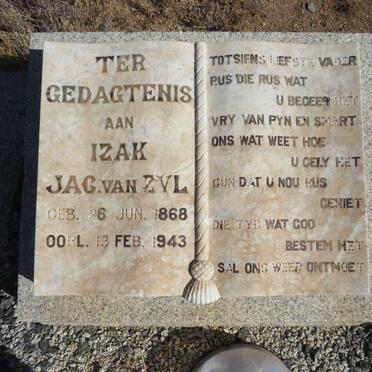 TER
GEDAGTENIS
AAN
IZAK
JAC. VAN ZYL
GEB. 26 JUN. 1868
OORL. 13 FEB. 1943
TOTSIENS LIEFSTE VADER
RUS DIE RUS WAT
U BEGEER HET
VRY VAN PYN EN SMART
ONS WAT WEET HOE
U GELY HET
GUN DAT U NOU RUS
GENIET
DIE TYD WAT GOD
BESTEM HET
SAL ONS WEER ONTMOET